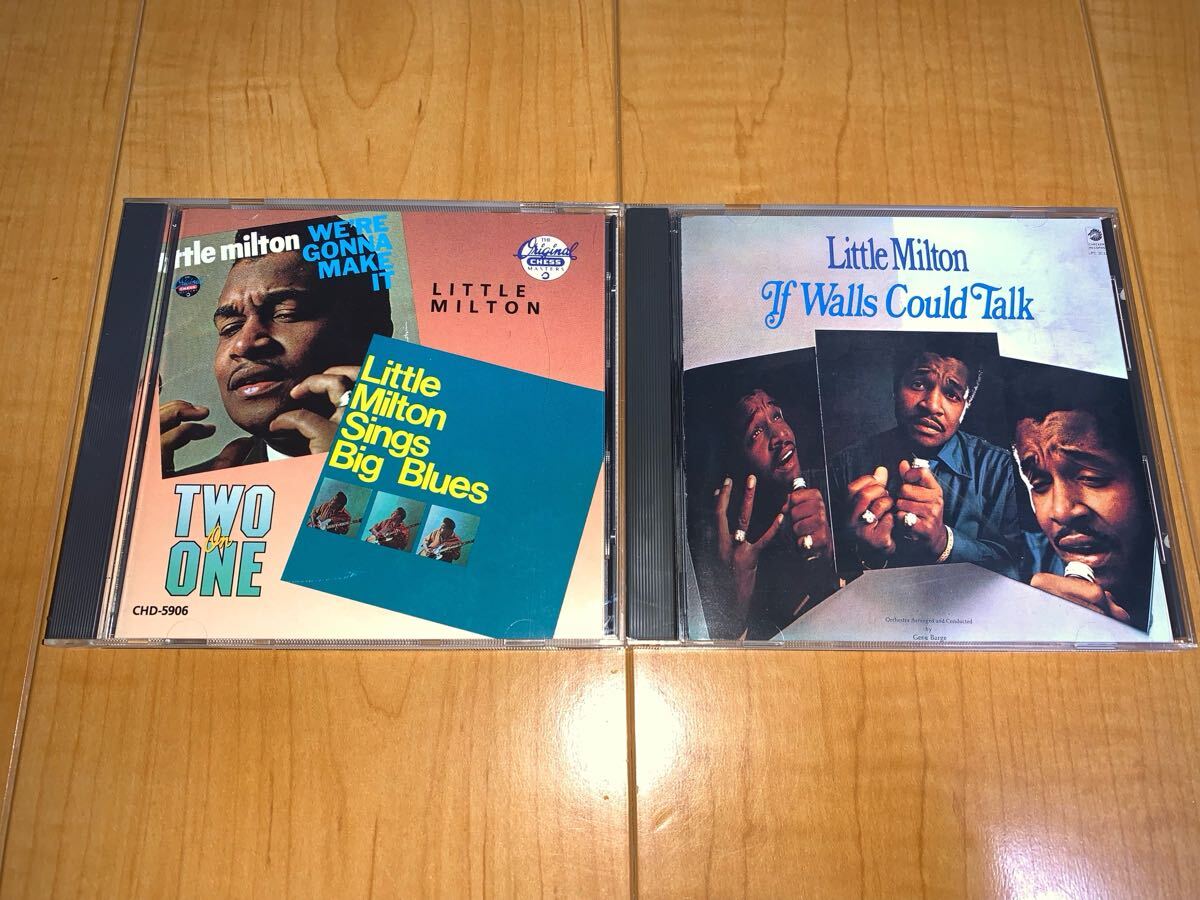 little milton
WE'RE
GONNA
MAKE
IT
THE
Original
CHESS
MASTERS
LITTLE
MILTON
Little
Milton
Sings
Big Blues
TWO
On
ONE
CHD-5906
Little Milton
If Walls Could Talk
CHECKER
Orchestra Arranged and Conducted
by
Gene Barge